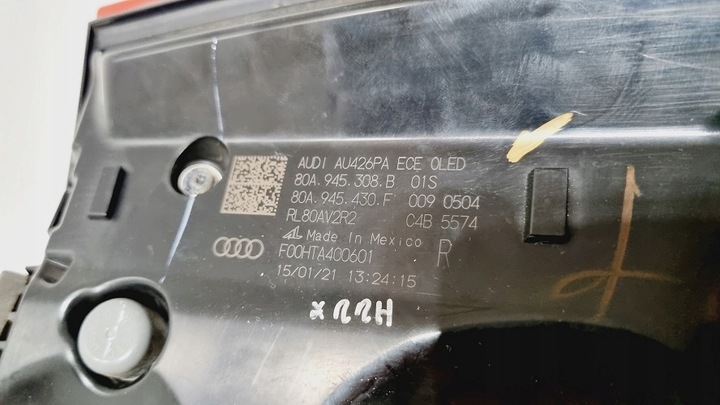 AUDI AU426PA ECE OLED
80A.945.308.B 01S
80A.945.430.F 009 0504
RL80AV2R2 C4B 5574
AL Made In Mexico R
F00HTA400601
15/01/21 13:24:15